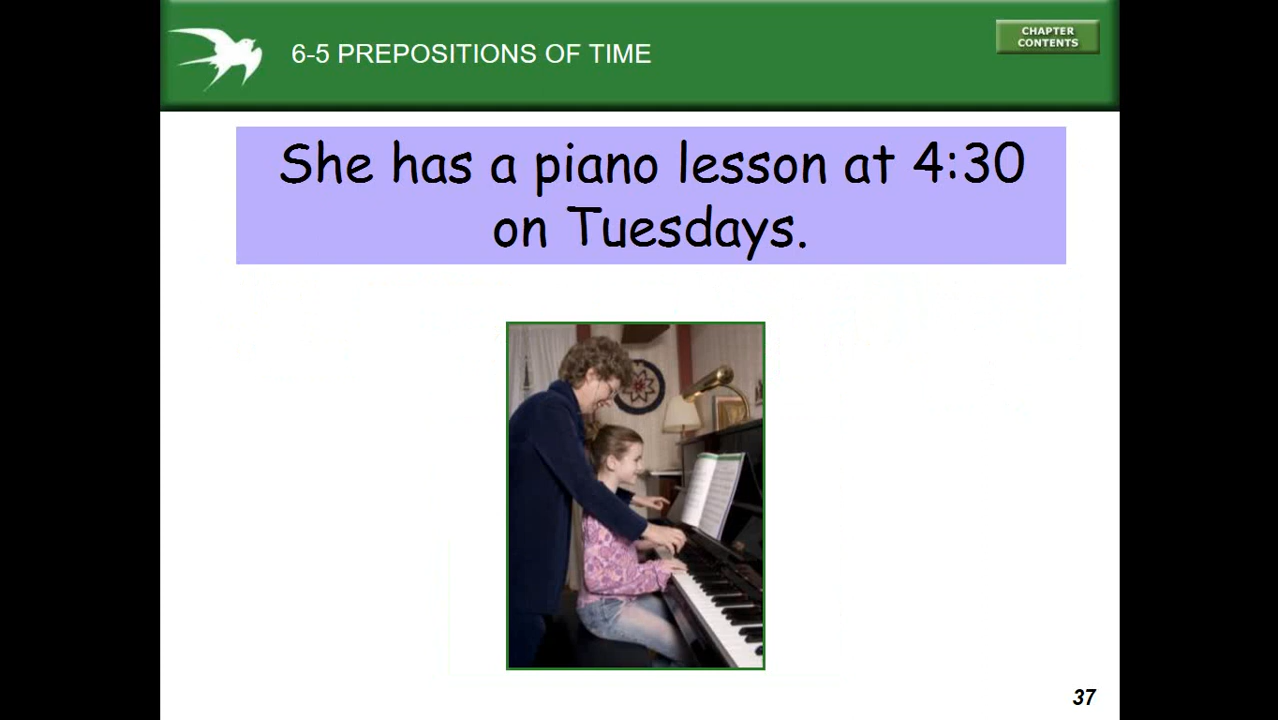 6-5 PREPOSITIONS OF TIME
CHAPTER
CONTENTS
She has a piano lesson at 4:30
on Tuesdays.
37